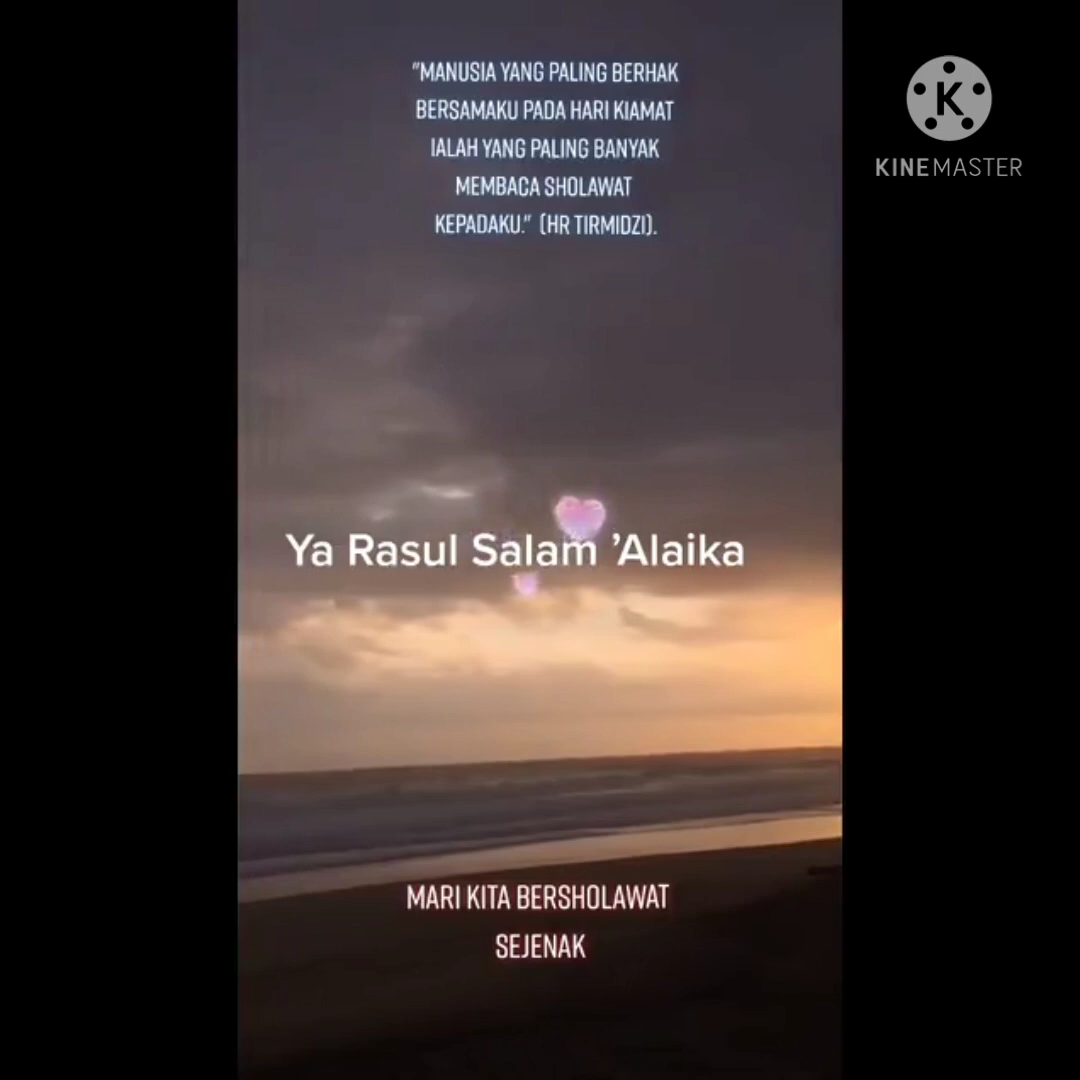 "MANUSIA YANG PALING BERHAK
BERSAMAKU PADA HARI KIAMAT
IALAH YANG PALING BANYAK
MEMBACA SHOLAWAT
KEPADAKU." (HR TIRMIDZI).
K
KINEMASTER
Ya Rasul Salam 'Alaika
MARI KITA BERSHOLAWAT
SEJENAK